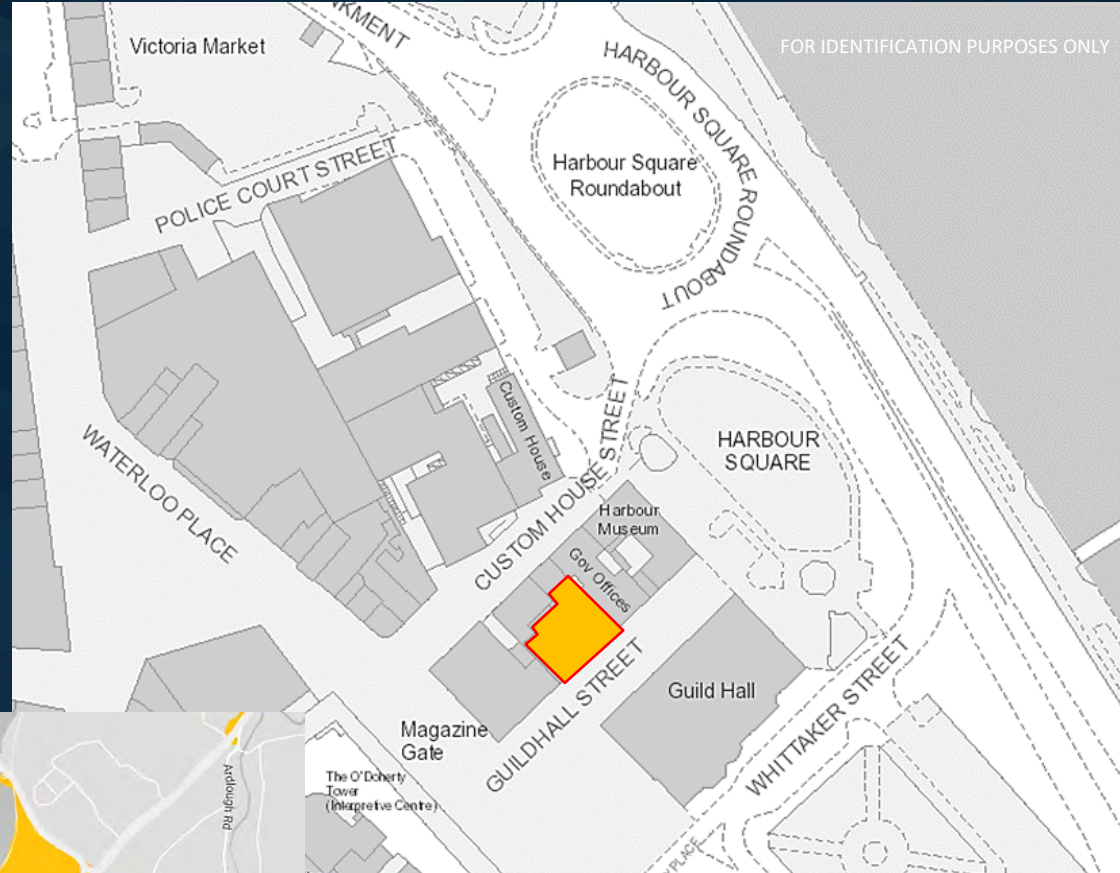 NKMENT
Victoria Market
FOR IDENTIFICATION PURPOSES ONLY
HARBOUR SQUARE ROUNDABOUT
POLICE COURT STREET
Harbour Square
Roundabout
Custom House
WATERLOO PLACE
CUSTOM HOUSE STREET
HARBOUR
SQUARE
Harbour
Museum
Gov Offices
Guild Hall
GUILDHALL STREET
WHITTAKER STREET
Magazine
Gate
The O'Doherty
Tower
(Interpretive Centre)
Ardlough Rd
PLACE